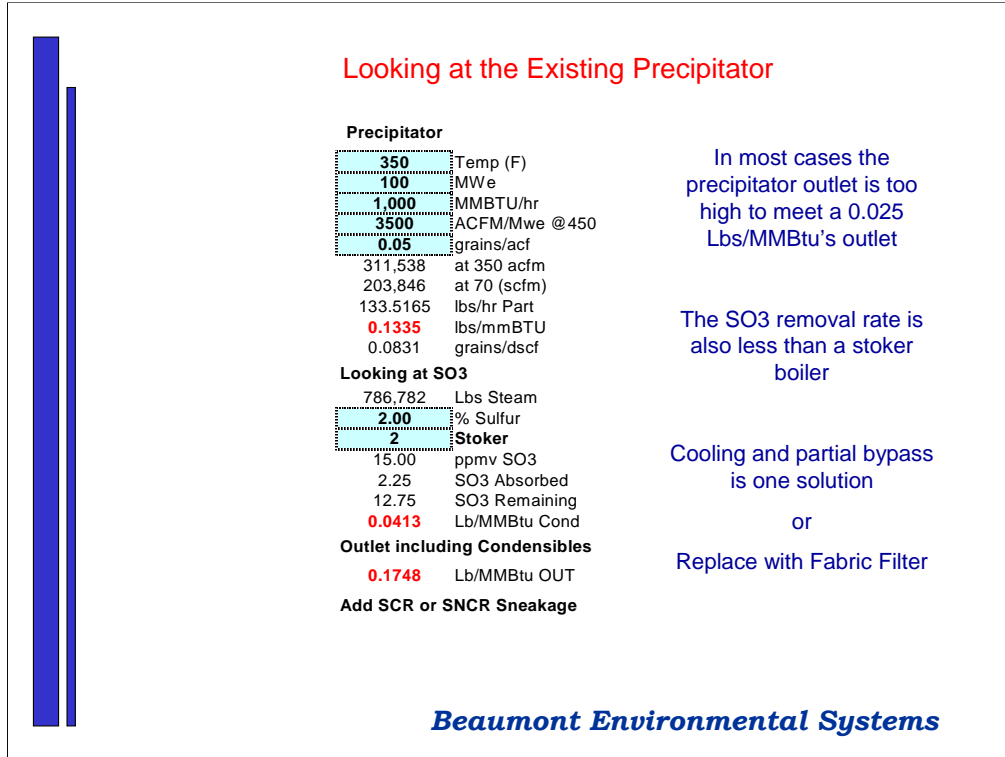 Looking at the Existing Precipitator
Precipitator
350 Temp (F)
100 MWe
1,000 MMBTU/hr
3500 ACFM/Mwe @450
0.05 grains/acf
311,538 at 350 acfm
203,846 at 70 (scfm)
133.5165 lbs/hr Part
0.1335 lbs/mmBTU
0.0831 grains/dscf
Looking at SO3
786,782 Lbs Steam
2.00 % Sulfur
2 Stoker
15.00 ppmv SO3
2.25 SO3 Absorbed
12.75 SO3 Remaining
0.0413 Lb/MMBtu Cond
Outlet including Condensibles
0.1748 Lb/MMBtu OUT
Add SCR or SNCR Sneakage
In most cases the
precipitator outlet is too
high to meet a 0.025
Lbs/MMBtu's outlet
The SO3 removal rate is
also less than a stoker
boiler
Cooling and partial bypass
is one solution
or
Replace with Fabric Filter
Beaumont Environmental Systems